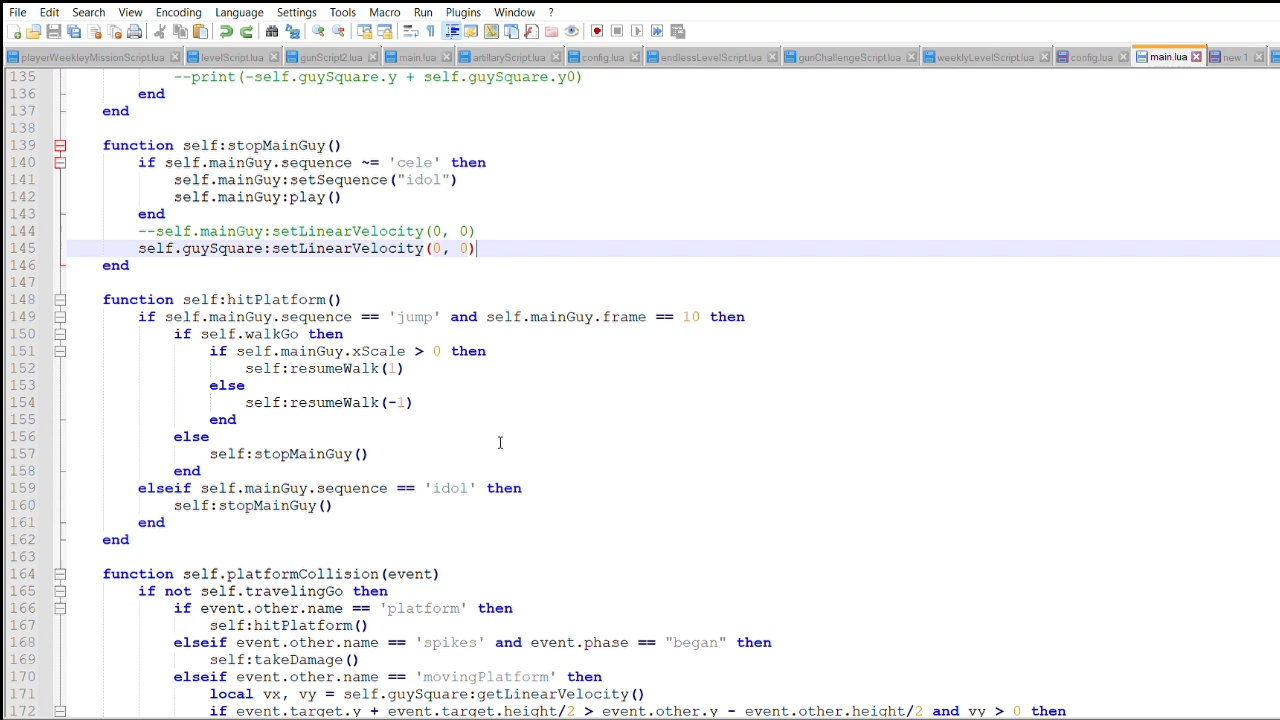 File Edit Search View Encoding Language Settings Tools Macro Run Plugins Window ?
playerWeekleyMissionScript.lua levelScript.lua gunScript2.lua main.lua artilleryScript.lua config.lua endlessLevelScript.lua gunChallengeScript.lua weeklyLevelScript.lua config.lua main.lua new 1
135 --print(-self.guySquare.y + self.guySquare.y0)
136 end
137 end
138
139 function self:stopMainGuy()
140 if self.mainGuy.sequence ~= 'cele' then
141 self.mainGuy:setSequence("idol")
142 self.mainGuy:play()
143 end
144 --self.mainGuy:setLinearVelocity(0, 0)
145 self.guySquare:setLinearVelocity(0, 0)
146 end
147
148 function self:hitPlatform()
149 if self.mainGuy.sequence == 'jump' and self.mainGuy.frame == 10 then
150 if self.walkGo then
151 if self.mainGuy.xScale > 0 then
152 self:resumeWalk(1)
153 else
154 self:resumeWalk(-1)
155 end
156 else
157 self:stopMainGuy()
158 end
159 elseif self.mainGuy.sequence == 'idol' then
160 self:stopMainGuy()
161 end
162 end
163
164 function self.platformCollision(event)
165 if not self.travelingGo then
166 if event.other.name == 'platform' then
167 self:hitPlatform()
168 elseif event.other.name == 'spikes' and event.phase == "began" then
169 self:takeDamage()
170 elseif event.other.name == 'movingPlatform' then
171 local vx, vy = self.guySquare:getLinearVelocity()
172 if event.target.y + event.target.height/2 > event.other.y - event.other.height/2 and vy > 0 then